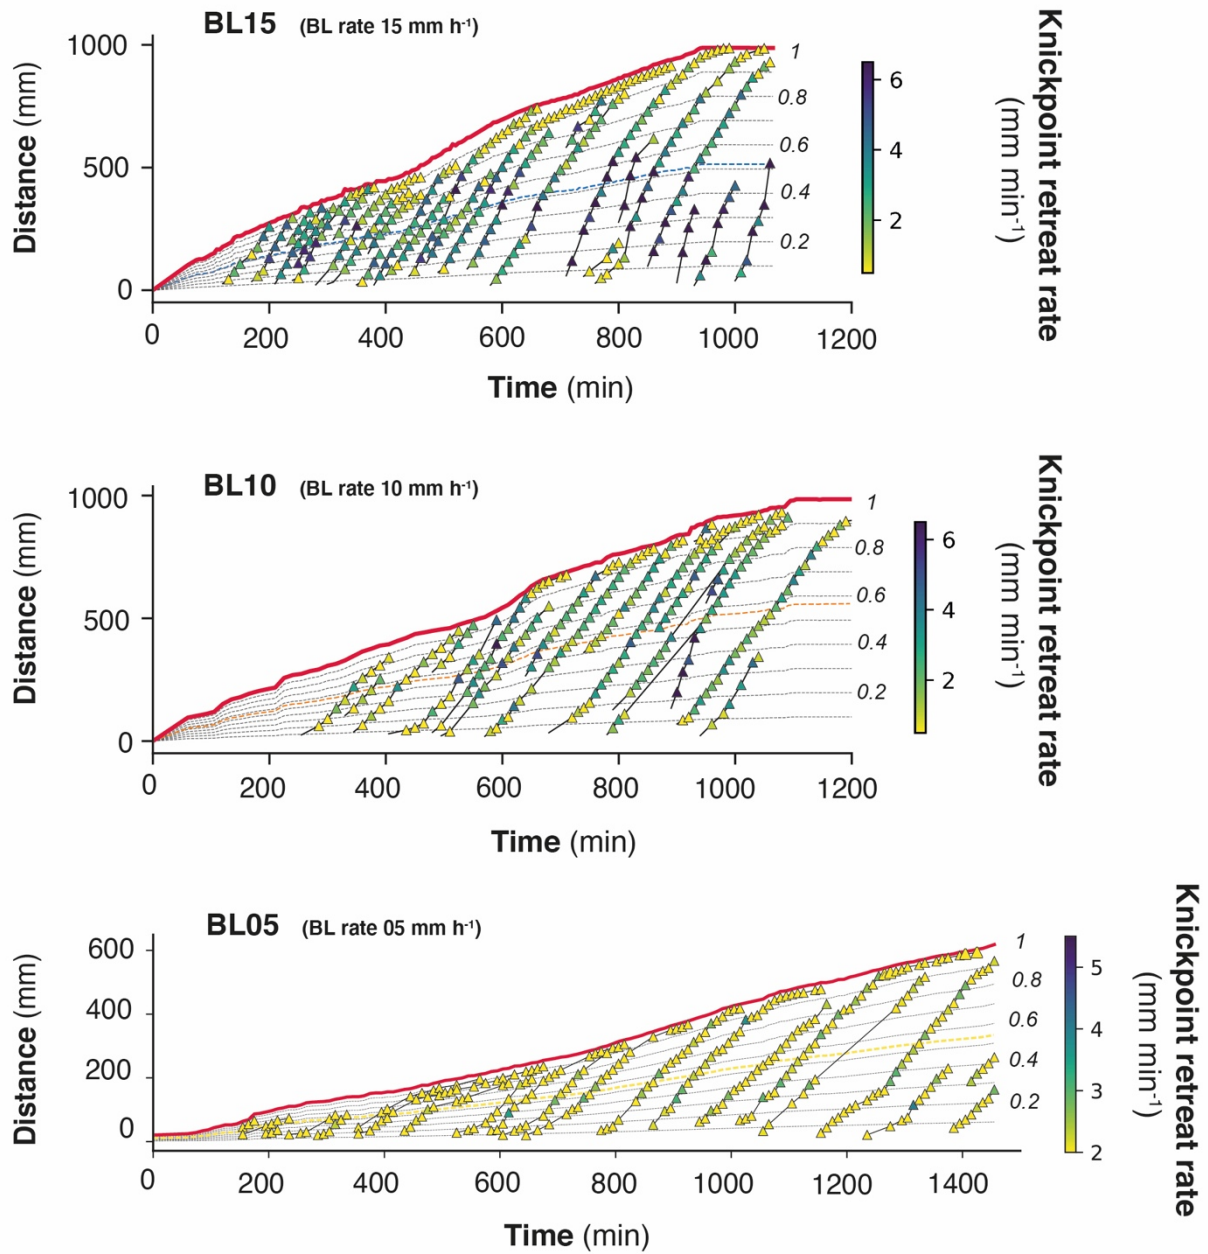 BL15 (BL rate 15 mm h-1)
1000
500
0
Distance (mm)
1
0.8
0.6
0.4
0.2
0 200 400 600 800 1000 1200
Time (min)
6
4
2
Knickpoint retreat rate
(mm min-1)
BL10 (BL rate 10 mm h-1)
1000
500
0
Distance (mm)
1
0.8
0.6
0.4
0.2
0 200 400 600 800 1000 1200
Time (min)
6
4
2
Knickpoint retreat rate
(mm min-1)
BL05 (BL rate 05 mm h-1)
600
400
200
0
Distance (mm)
1
0.8
0.6
0.4
0.2
0 200 400 600 800 1000 1200 1400
Time (min)
5
4
3
2
Knickpoint retreat rate
(mm min-1)